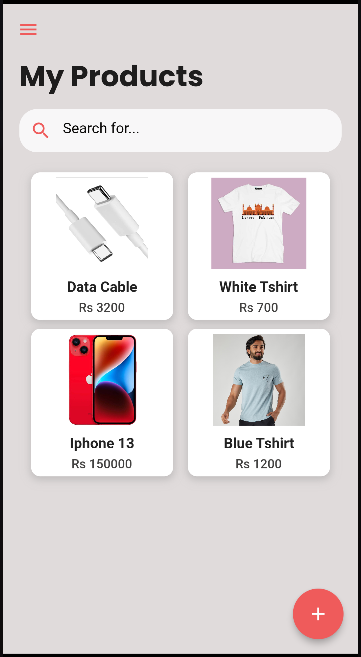 My Products
Search for...
Data Cable
Rs 3200
White Tshirt
Rs 700
Iphone 13
Rs 150000
Blue Tshirt
Rs 1200